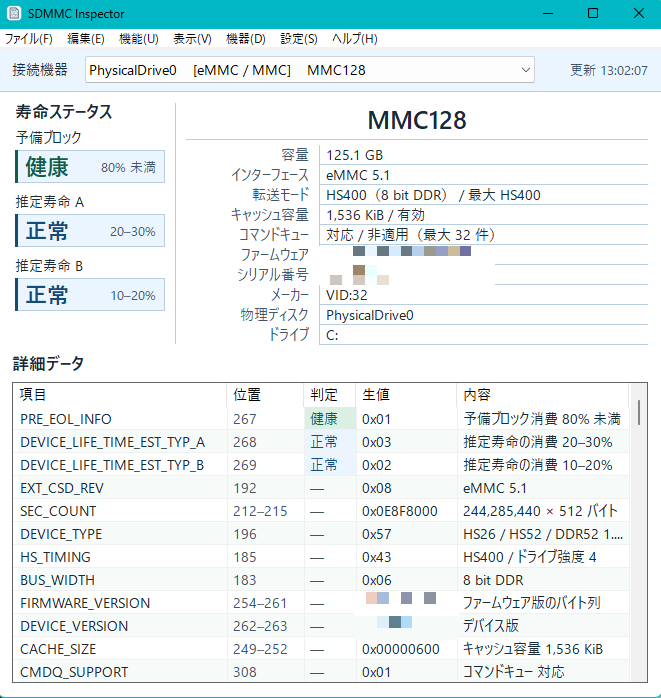 SDMMC Inspector
ファイル(F) 編集(E) 機能(U) 表示(V) 機器(D) 設定(S) ヘルプ(H)
接続機器 PhysicalDrive0 [eMMC / MMC] MMC128 更新 13:02:07
寿命ステータス
予備ブロック
健康 80% 未満
推定寿命 A
正常 20–30%
推定寿命 B
正常 10–20%
MMC128
容量 125.1 GB
インターフェース eMMC 5.1
転送モード HS400（8 bit DDR） / 最大 HS400
キャッシュ容量 1,536 KiB / 有効
コマンドキュー 対応 / 非適用（最大 32 件）
ファームウェア
シリアル番号
メーカー VID:32
物理ディスク PhysicalDrive0
ドライブ C:
詳細データ
項目 位置 判定 生値 内容
PRE_EOL_INFO 267 健康 0x01 予備ブロック消費 80% 未満
DEVICE_LIFE_TIME_EST_TYP_A 268 正常 0x03 推定寿命の消費 20–30%
DEVICE_LIFE_TIME_EST_TYP_B 269 正常 0x02 推定寿命の消費 10–20%
EXT_CSD_REV 192 — 0x08 eMMC 5.1
SEC_COUNT 212–215 — 0x0E8F8000 244,285,440 × 512 バイト
DEVICE_TYPE 196 — 0x57 HS26 / HS52 / DDR52 1....
HS_TIMING 185 — 0x43 HS400 / ドライブ強度 4
BUS_WIDTH 183 — 0x06 8 bit DDR
FIRMWARE_VERSION 254–261 — ファームウェア版のバイト列
DEVICE_VERSION 262–263 — デバイス版
CACHE_SIZE 249–252 — 0x00000600 キャッシュ容量 1,536 KiB
CMDQ_SUPPORT 308 — 0x01 コマンドキュー 対応